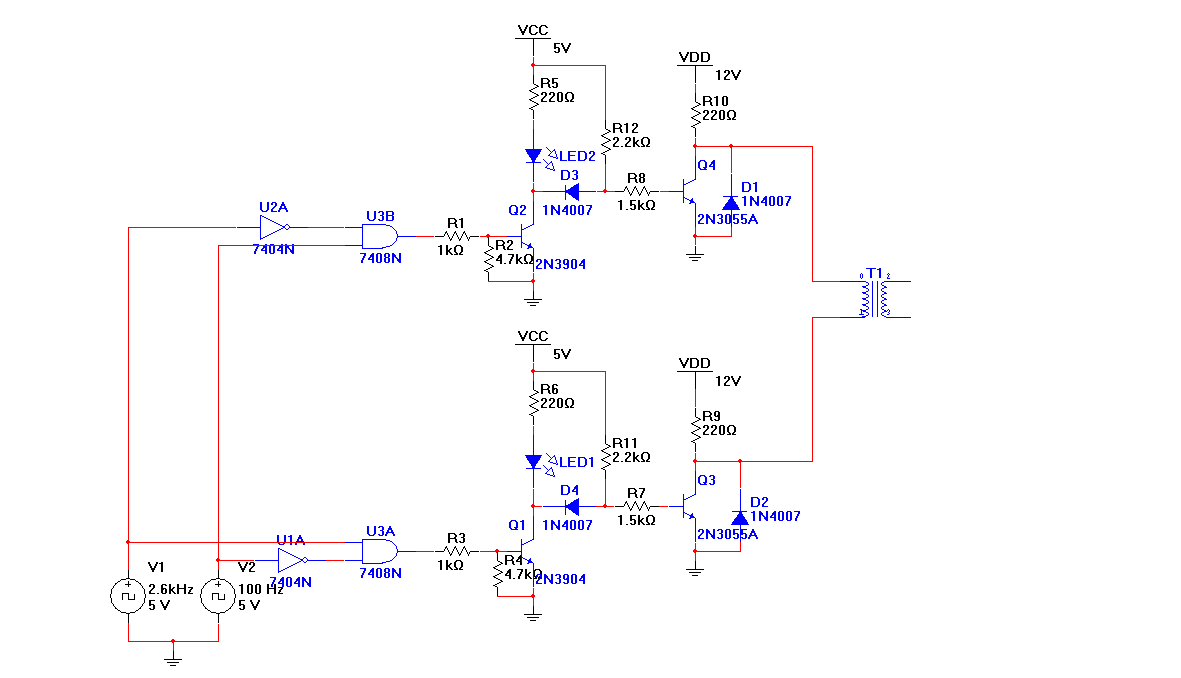 VCC
5V
R5
220Ω
R12
2.2kΩ
LED2
D3
1N4007
R8
1.5kΩ
VDD
12V
R10
220Ω
Q4
2N3055A
D1
1N4007
U2A
7404N
U3B
7408N
R1
1kΩ
R2
4.7kΩ
Q2
2N3904
0 T1 2
3
VCC
5V
R6
220Ω
R11
2.2kΩ
LED1
D4
1N4007
R7
1.5kΩ
VDD
12V
R9
220Ω
Q3
2N3055A
D2
1N4007
U1A
7404N
U3A
7408N
R3
1kΩ
R4
4.7kΩ
Q1
2N3904
V1
2.6kHz
5 V
V2
100 Hz
5 V